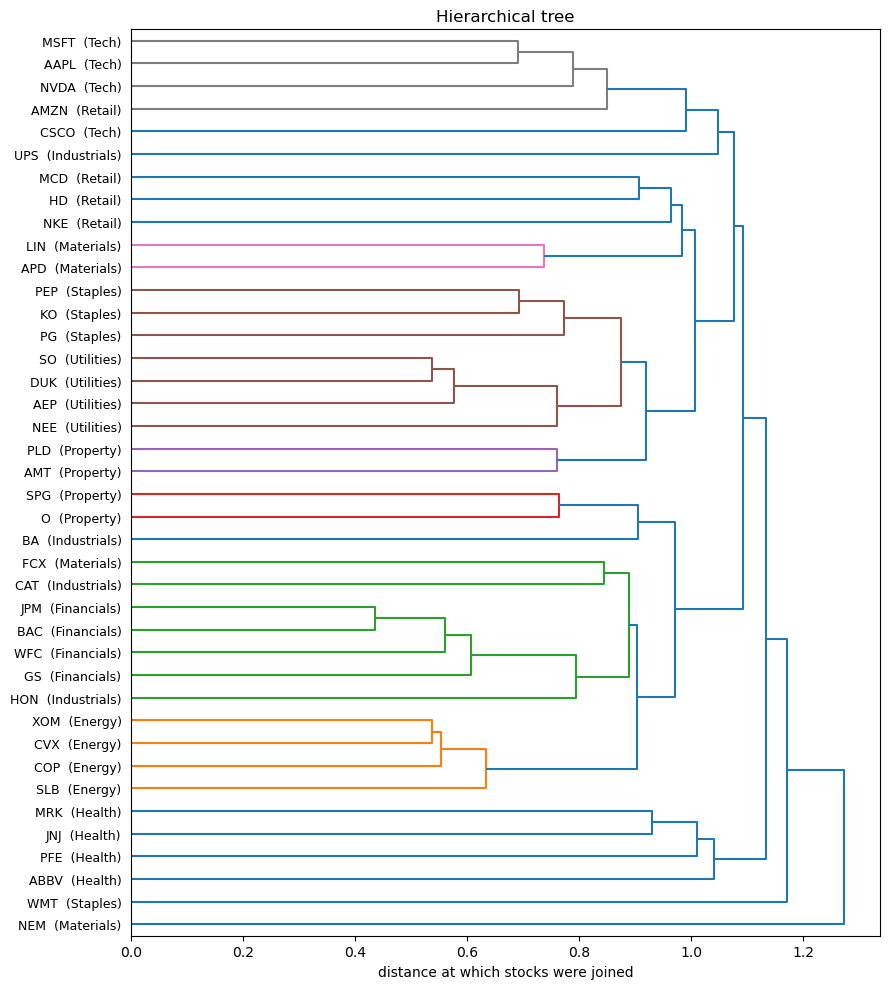 Hierarchical tree
MSFT (Tech)
AAPL (Tech)
NVDA (Tech)
AMZN (Retail)
CSCO (Tech)
UPS (Industrials)
MCD (Retail)
HD (Retail)
NKE (Retail)
LIN (Materials)
APD (Materials)
PEP (Staples)
KO (Staples)
PG (Staples)
SO (Utilities)
DUK (Utilities)
AEP (Utilities)
NEE (Utilities)
PLD (Property)
AMT (Property)
SPG (Property)
O (Property)
BA (Industrials)
FCX (Materials)
CAT (Industrials)
JPM (Financials)
BAC (Financials)
WFC (Financials)
GS (Financials)
HON (Industrials)
XOM (Energy)
CVX (Energy)
COP (Energy)
SLB (Energy)
MRK (Health)
JNJ (Health)
PFE (Health)
ABBV (Health)
WMT (Staples)
NEM (Materials)
0.0 0.2 0.4 0.6 0.8 1.0 1.2
distance at which stocks were joined